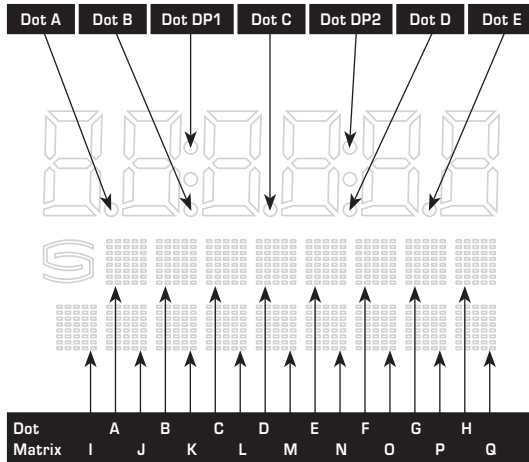 Dot A Dot B Dot DP1 Dot C Dot DP2 Dot D Dot E
S
Dot A B C D E F G H
Matrix I J K L M N O P Q